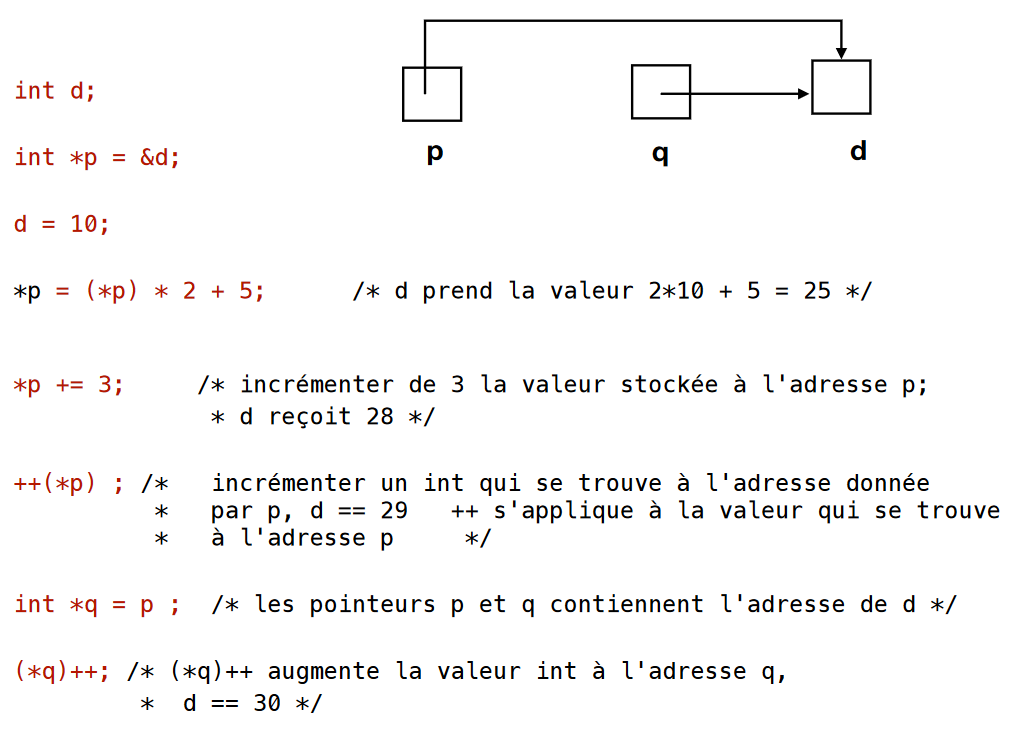 int d;
p
q
d
int *p = &d;
d = 10;
*p = (*p) * 2 + 5;      /* d prend la valeur 2*10 + 5 = 25 */
*p += 3;     /* incrémenter de 3 la valeur stockée à l'adresse p;
* d reçoit 28 */
++(*p) ; /*   incrémenter un int qui se trouve à l'adresse donnée
*   par p, d == 29   ++ s'applique à la valeur qui se trouve
*   à l'adresse p     */
int *q = p ;  /* les pointeurs p et q contiennent l'adresse de d */
(*q)++; /* (*q)++ augmente la valeur int à l'adresse q,
*  d == 30 */